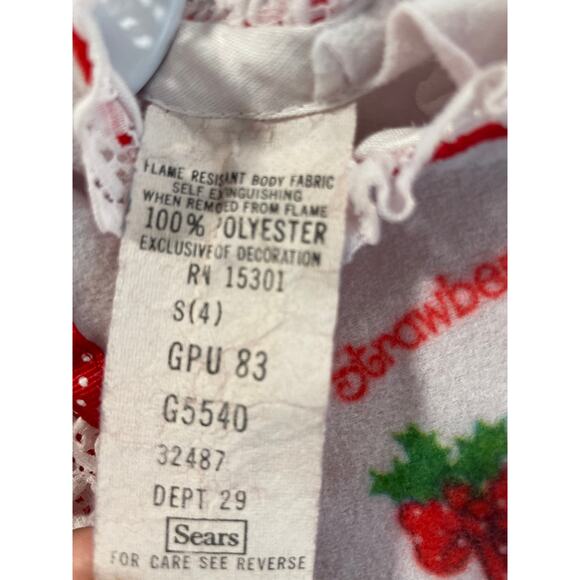 FLAME RESISTANT BODY FABRIC
SELF EXTINGUISHING
WHEN REMOVED FROM FLAME
100% POLYESTER
EXCLUSIVE OF DECORATION
RN 15301
S(4)
GPU 83
G5540
32487
DEPT 29
Sears
FOR CARE SEE REVERSE
Strawber